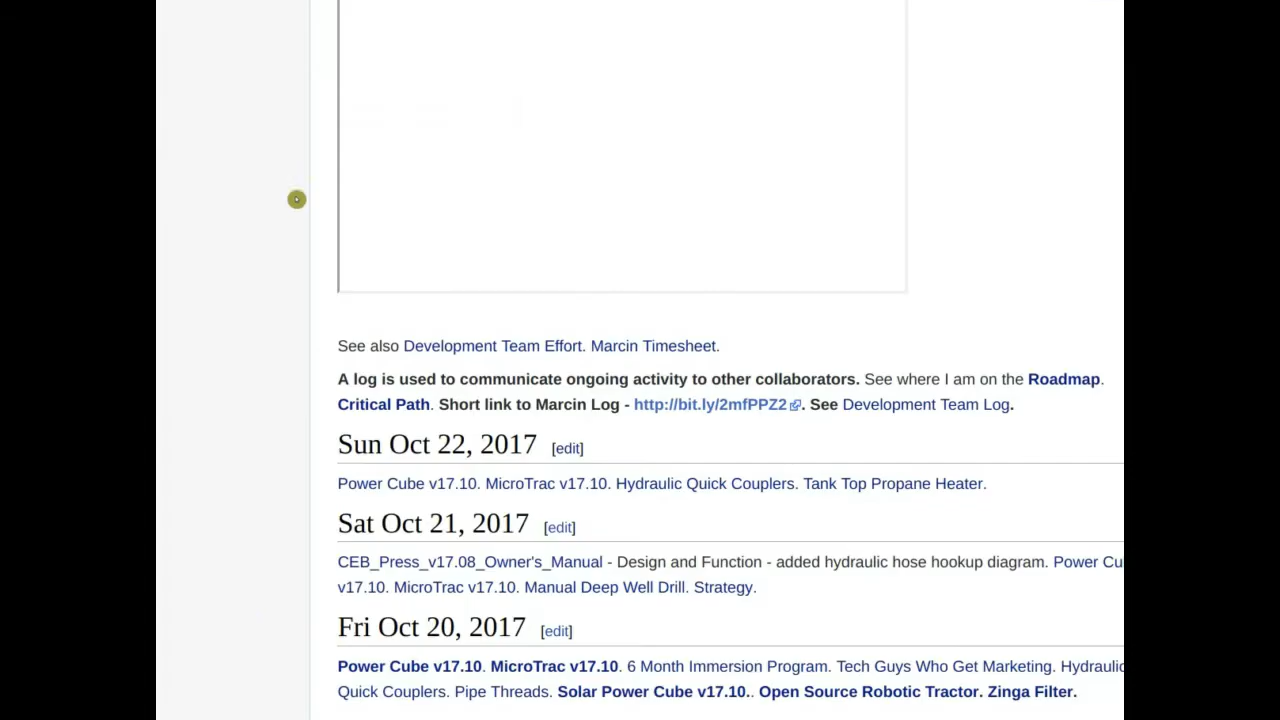 See also Development Team Effort. Marcin Timesheet.
A log is used to communicate ongoing activity to other collaborators. See where I am on the Roadmap.
Critical Path. Short link to Marcin Log - http://bit.ly/2mfPPZ2. See Development Team Log.
Sun Oct 22, 2017 [edit]
Power Cube v17.10. MicroTrac v17.10. Hydraulic Quick Couplers. Tank Top Propane Heater.
Sat Oct 21, 2017 [edit]
CEB_Press_v17.08_Owner's_Manual - Design and Function - added hydraulic hose hookup diagram. Power Cu
v17.10. MicroTrac v17.10. Manual Deep Well Drill. Strategy.
Fri Oct 20, 2017 [edit]
Power Cube v17.10. MicroTrac v17.10. 6 Month Immersion Program. Tech Guys Who Get Marketing. Hydraulic
Quick Couplers. Pipe Threads. Solar Power Cube v17.10.. Open Source Robotic Tractor. Zinga Filter.